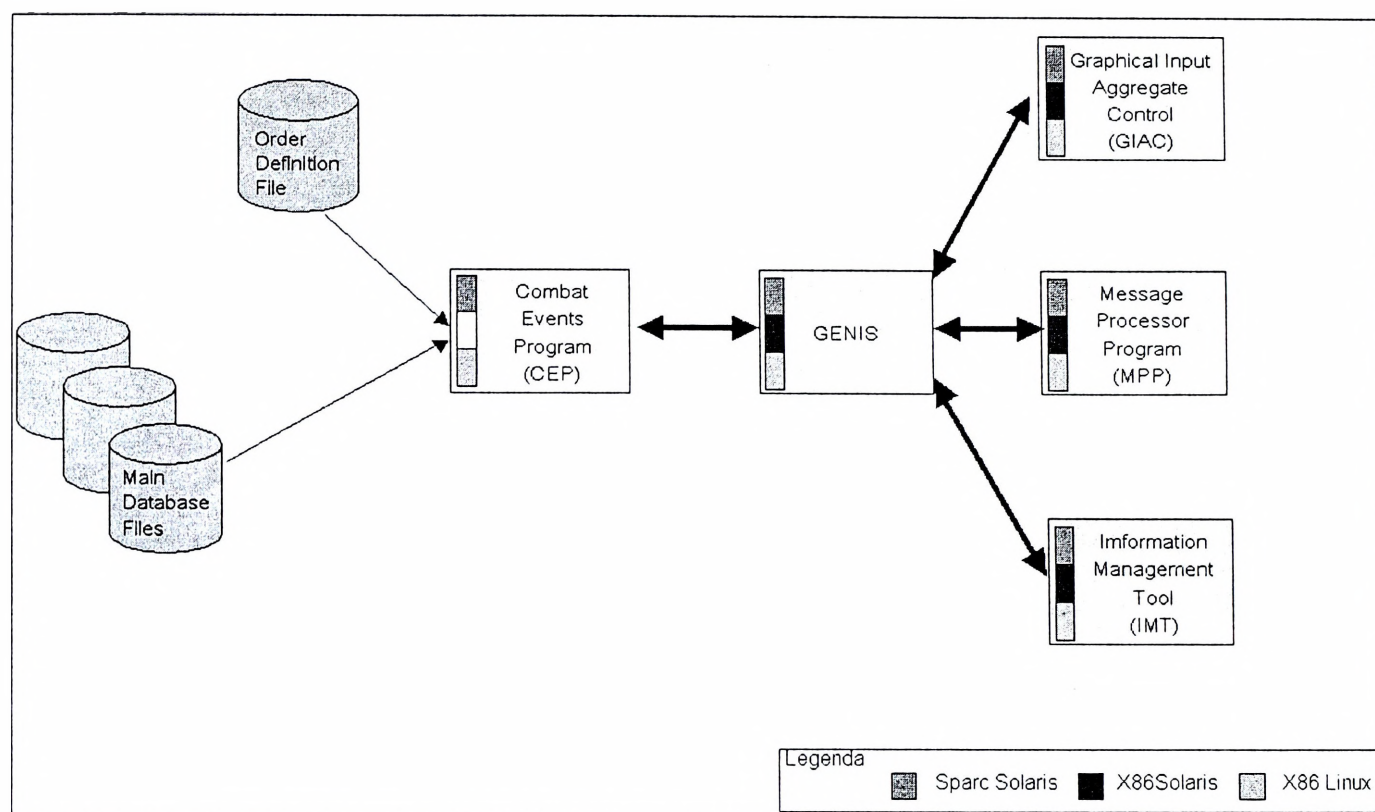 Order
Definition
File
Main
Database
Files
Combat
Events
Program
(CEP)
GENIS
Graphical Input
Aggregate
Control
(GIAC)
Message
Processor
Program
(MPP)
Imformation
Management
Tool
(IMT)
Legenda
Sparc Solaris X86Solaris X86 Linux